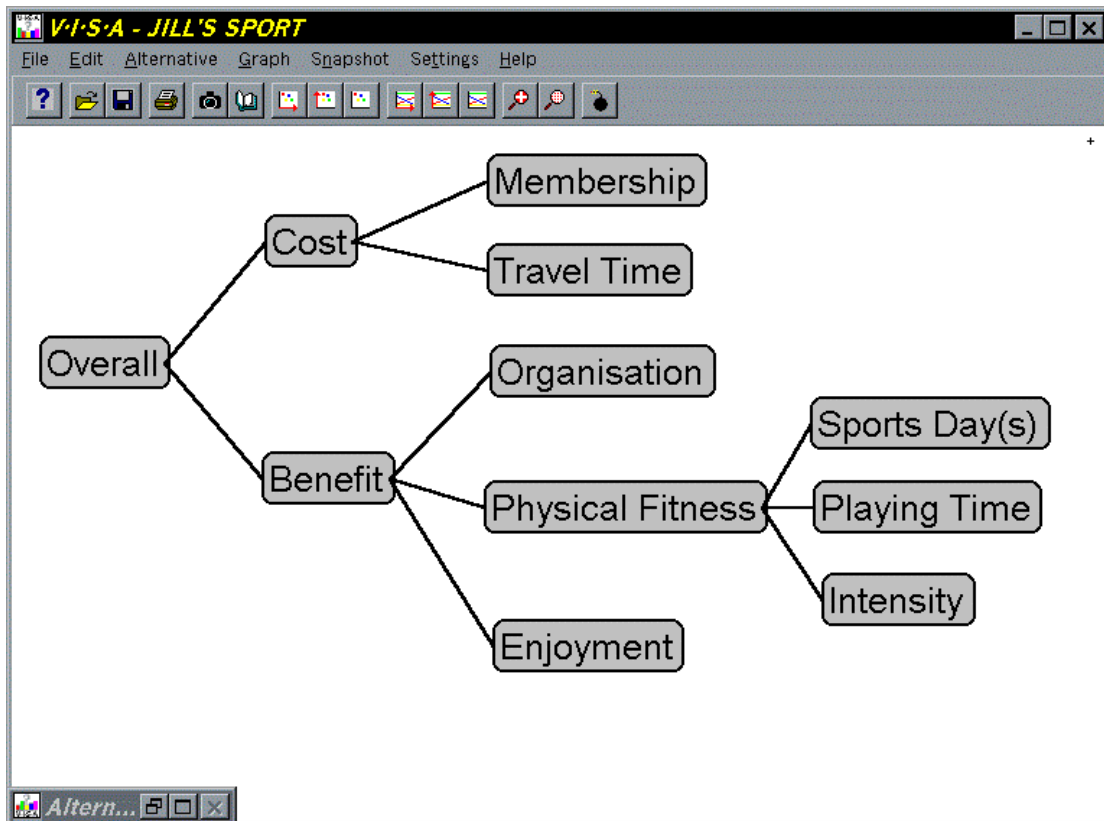 V·I·S·A - JILL'S SPORT
File Edit Alternative Graph Snapshot Settings Help
Membership
Cost
Travel Time
Overall
Organisation
Sports Day(s)
Benefit
Physical Fitness
Playing Time
Intensity
Enjoyment
Altern...